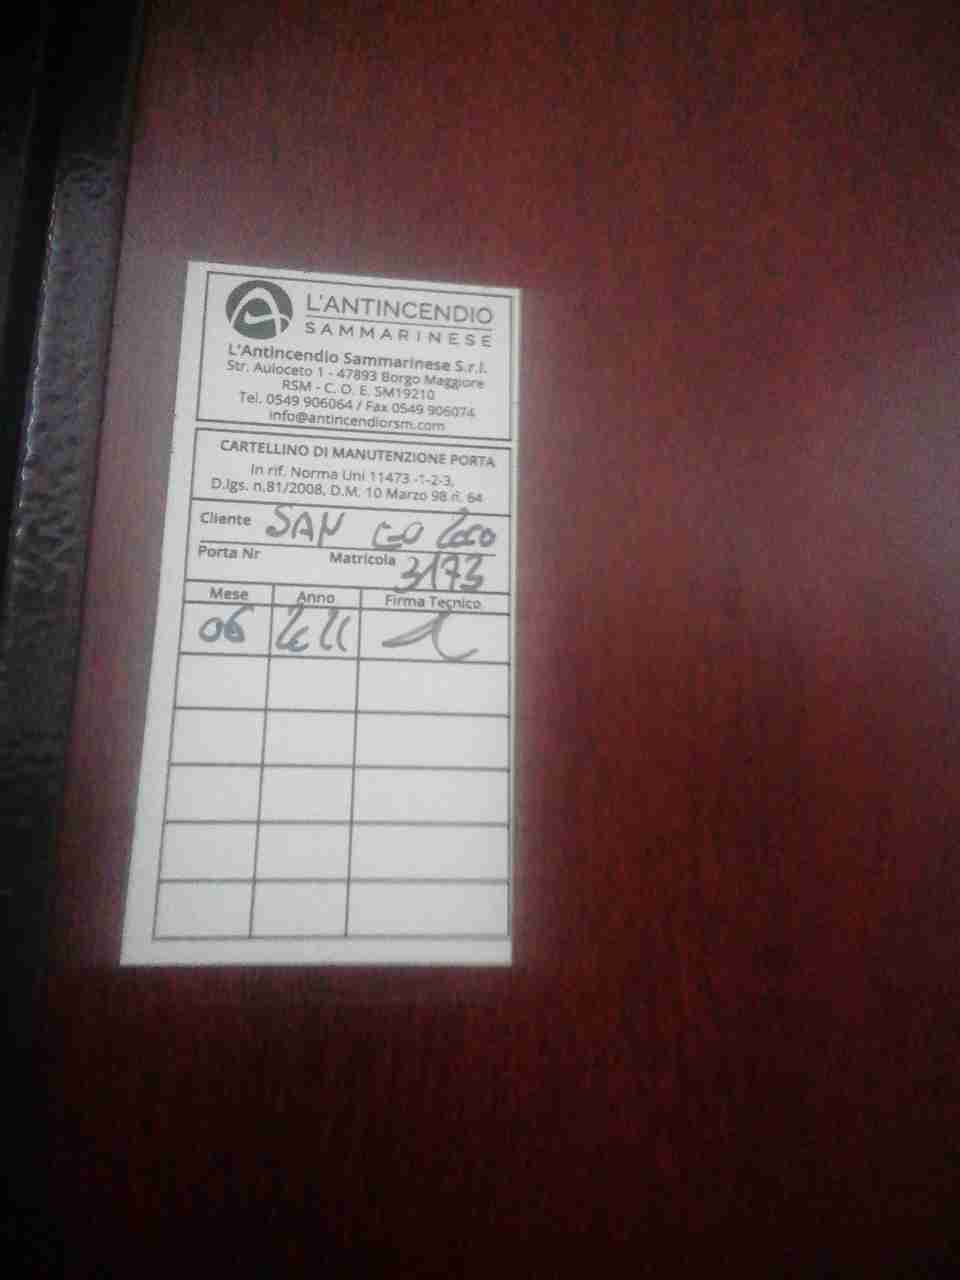 L'ANTINCENDIO
SAMMARINESE
L'Antincendio Sammarinese S.r.l.
Str. Auloceto 1 - 47893 Borgo Maggiore
RSM - C. O. E. SM19210
Tel. 0549 906064 / Fax 0549 906074
info@antincendiorsm.com
CARTELLINO DI MANUTENZIONE PORTA
In rif. Norma Uni 11473 -1-2-3,
D.lgs. n.81/2008, D.M. 10 Marzo 98 n. 64
Cliente SAN
Porta Nr Matricola 3173
Mese Anno Firma Tecnico
06